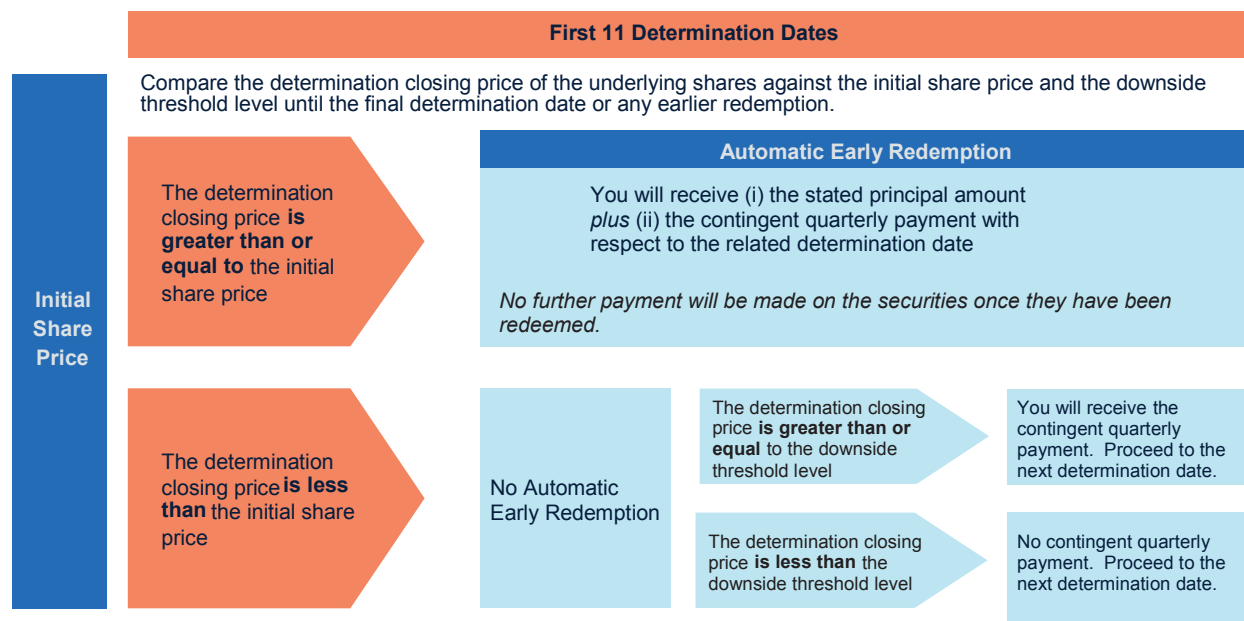 First 11 Determination Dates
Compare the determination closing price of the underlying shares against the initial share price and the downside
threshold level until the final determination date or any earlier redemption.
Initial
Share
Price
The determination
closing price is
greater than or
equal to the initial
share price
Automatic Early Redemption
You will receive (i) the stated principal amount
plus (ii) the contingent quarterly payment with
respect to the related determination date
No further payment will be made on the securities once they have been
redeemed.
The determination
closing price is less
than the initial share
price
No Automatic
Early Redemption
The determination closing
price is greater than or
equal to the downside
threshold level
You will receive the
contingent quarterly
payment. Proceed to the
next determination date.
The determination closing
price is less than the
downside threshold level
No contingent quarterly
payment. Proceed to the
next determination date.